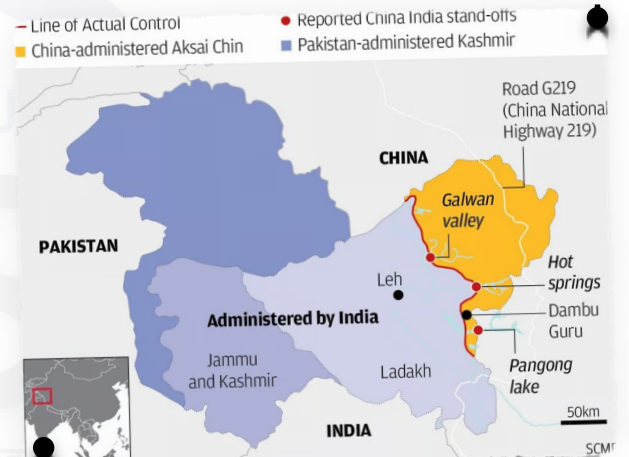 Line of Actual Control
Reported China India stand-offs
China-administered Aksai Chin
Pakistan-administered Kashmir
Road G219
(China National
Highway 219)
CHINA
Galwan
valley
PAKISTAN
Hot
springs
Leh
Dambu
Guru
Administered by India
Jammu
and Kashmir
Ladakh
Pangong
lake
50km
INDIA
SCMP